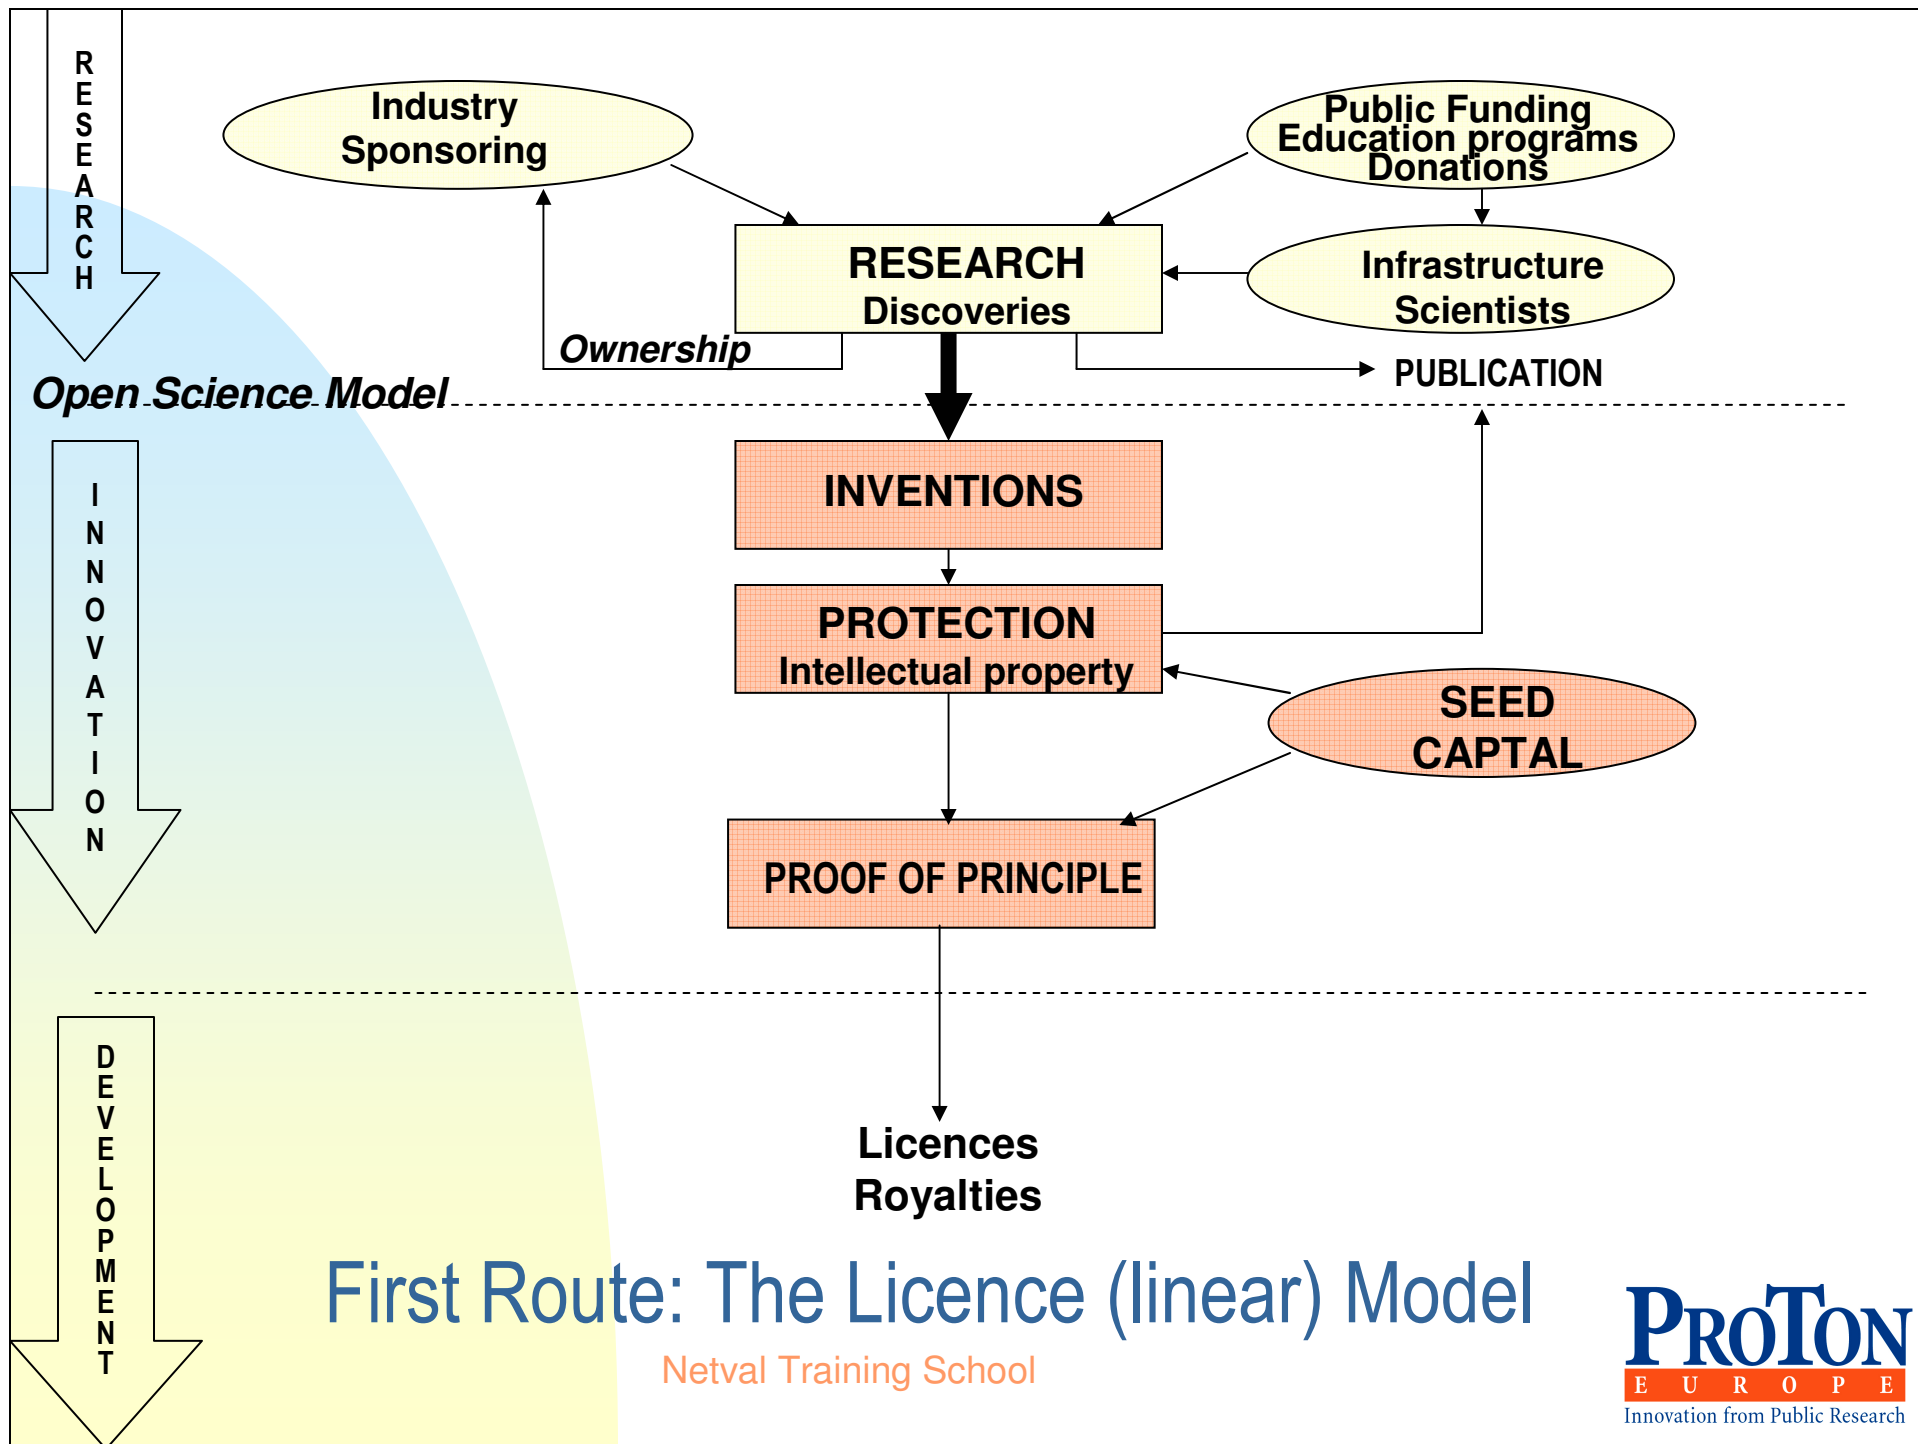 RESEARCH
Industry
Sponsoring
Public Funding
Education programs
Donations
RESEARCH
Discoveries
Infrastructure
Scientists
Ownership
PUBLICATION
Open Science Model
INNOVATION
INVENTIONS
PROTECTION
Intellectual property
SEED
CAPTAL
PROOF OF PRINCIPLE
DEVELOPMENT
Licences
Royalties
First Route: The Licence (linear) Model
Netval Training School
PROTON
EUROPE
Innovation from Public Research